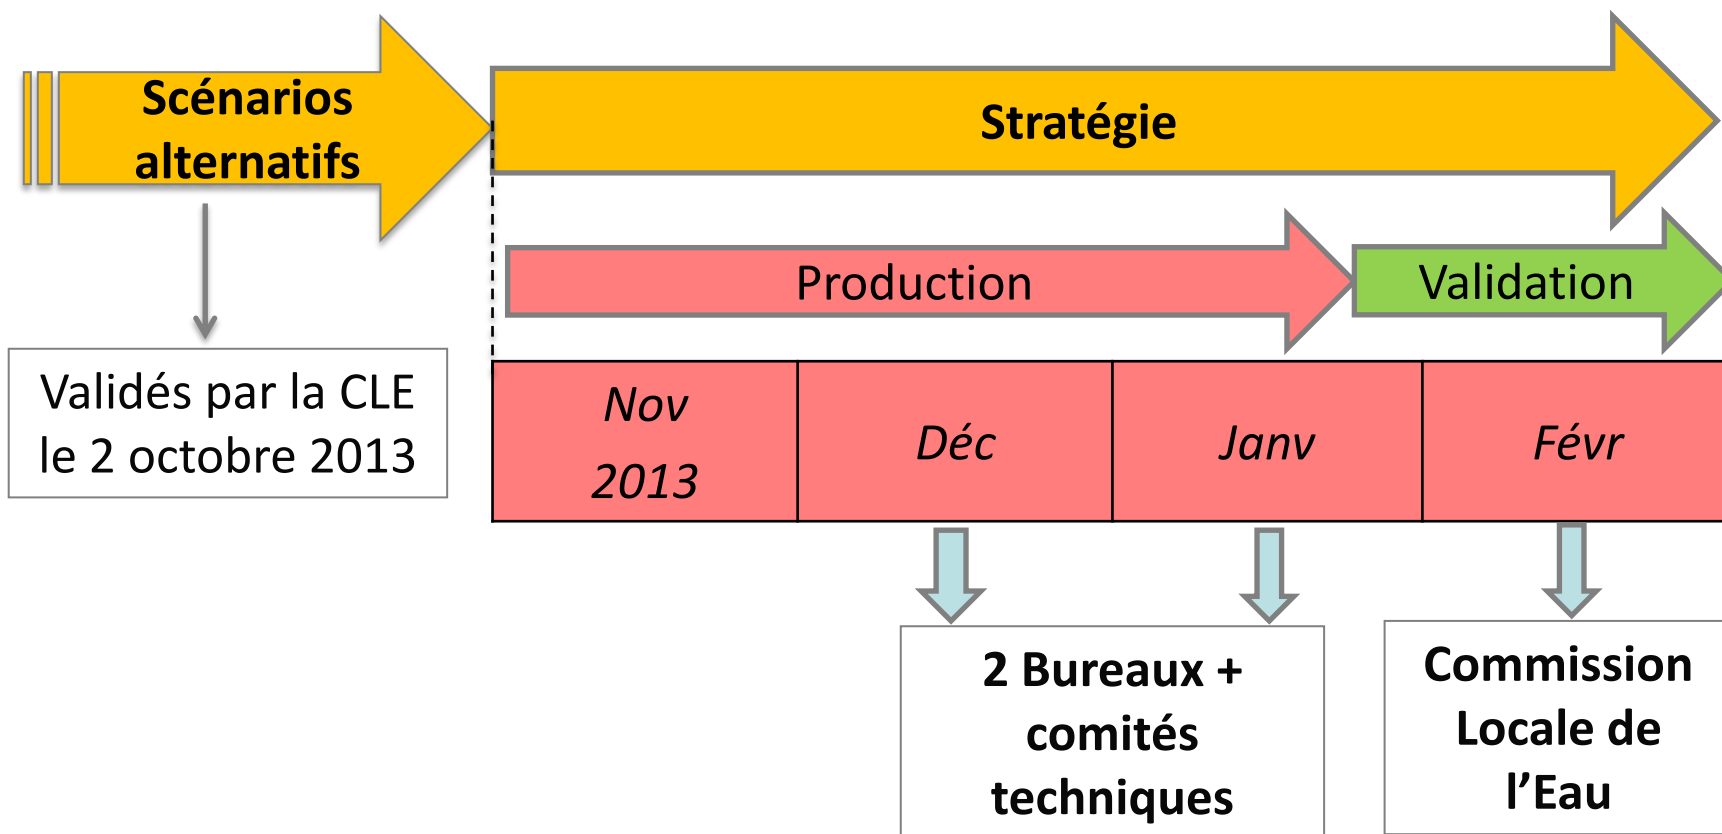 Scénarios
alternatifs
Stratégie
Production
Validation
Validés par la CLE
le 2 octobre 2013
Nov
2013
Déc
Janv
Févr
2 Bureaux +
comités
techniques
Commission
Locale de
l’Eau